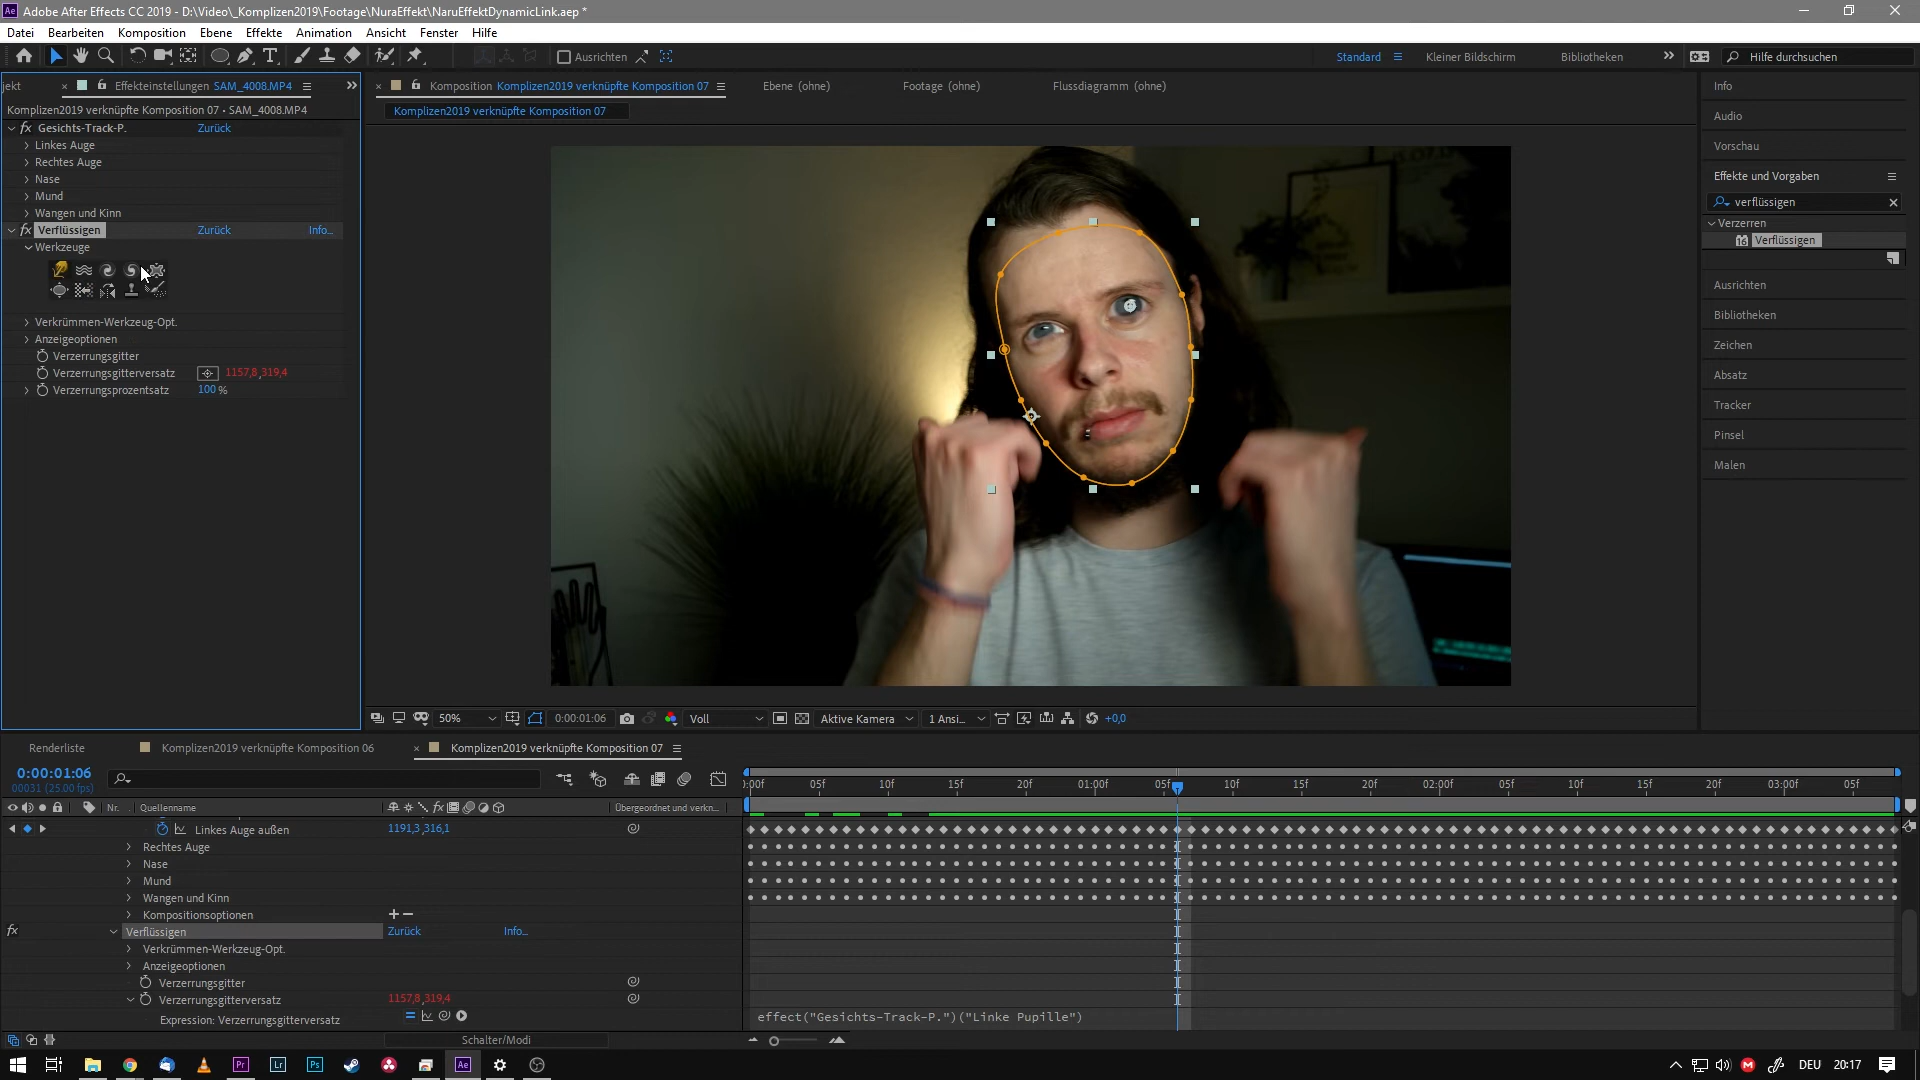 Adobe After Effects CC 2019 - D:\Video\_Komplizen2019\Footage\NuraEffekt\NaruEffektDynamicLink.aep *
Datei Bearbeiten Komposition Ebene Effekte Animation Ansicht Fenster Hilfe
Ausrichten Standard Kleiner Bildschirm Bibliotheken Hilfe durchsuchen
jekt Effekteinstellungen SAM_4008.MP4
Komplizen2019 verknüpfte Komposition 07 • SAM_4008.MP4
Gesichts-Track-P. Zurück
Linkes Auge
Rechtes Auge
Nase
Mund
Wangen und Kinn
Verflüssigen Zurück Info...
Werkzeuge
Verkrümmen-Werkzeug-Opt.
Anzeigeoptionen
Verzerrungsgitter
Verzerrungsgitterversatz 1157,8 ,319,4
Verzerrungsprozentsatz 100 %
Komposition Komplizen2019 verknüpfte Komposition 07 Ebene (ohne) Footage (ohne) Flussdiagramm (ohne)
Komplizen2019 verknüpfte Komposition 07
50% 0:00:01:06 Voll Aktive Kamera 1 Ansi... +0,0
Info
Audio
Vorschau
Effekte und Vorgaben
verflüssigen
Verzerren
16 Verflüssigen
Ausrichten
Bibliotheken
Zeichen
Absatz
Tracker
Pinsel
Malen
Renderliste Komplizen2019 verknüpfte Komposition 06 Komplizen2019 verknüpfte Komposition 07
0:00:01:06
00031 (25.00 fps)
:00f 05f 10f 15f 20f 01:00f 05f 10f 15f 20f 02:00f 05f 10f 15f 20f 03:00f 05f
Nr. Quellenname Übergeordnet und verkn...
Linkes Auge außen 1191,3 ,316,1
Rechtes Auge
Nase
Mund
Wangen und Kinn
Kompositionsoptionen
fx Verflüssigen Zurück Info...
Verkrümmen-Werkzeug-Opt.
Anzeigeoptionen
Verzerrungsgitter
Verzerrungsgitterversatz 1157,8 ,319,4
Expression: Verzerrungsgitterversatz effect("Gesichts-Track-P.")("Linke Pupille")
Schalter/Modi
Pr Lr Ps Ae DEU 20:17